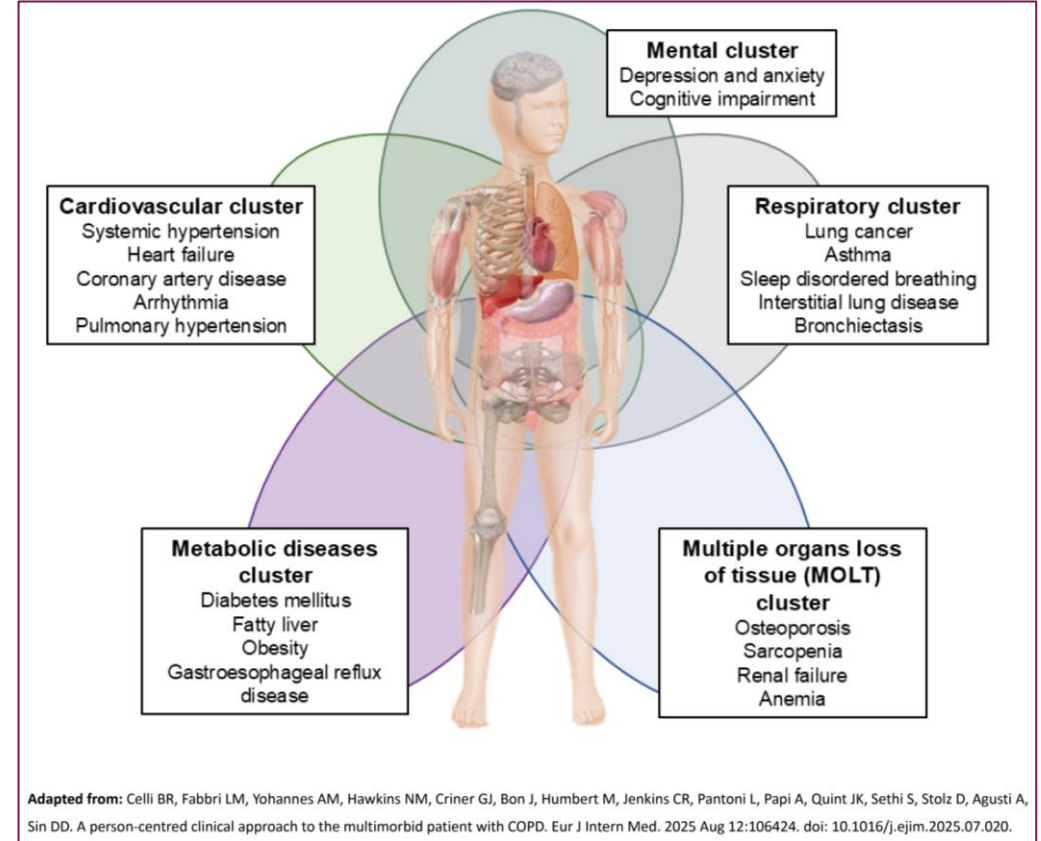 Mental cluster
Depression and anxiety
Cognitive impairment
Cardiovascular cluster
Systemic hypertension
Heart failure
Coronary artery disease
Arrhythmia
Pulmonary hypertension
Respiratory cluster
Lung cancer
Asthma
Sleep disordered breathing
Interstitial lung disease
Bronchiectasis
Metabolic diseases
cluster
Diabetes mellitus
Fatty liver
Obesity
Gastroesophageal reflux
disease
Multiple organs loss
of tissue (MOLT)
cluster
Osteoporosis
Sarcopenia
Renal failure
Anemia
Adapted from: Celli BR, Fabbri LM, Yohannes AM, Hawkins NM, Criner GJ, Bon J, Humbert M, Jenkins CR, Pantoni L, Papi A, Quint JK, Sethi S, Stolz D, Agusti A,
Sin DD. A person-centred clinical approach to the multimorbid patient with COPD. Eur J Intern Med. 2025 Aug 12:106424. doi: 10.1016/j.ejim.2025.07.020.